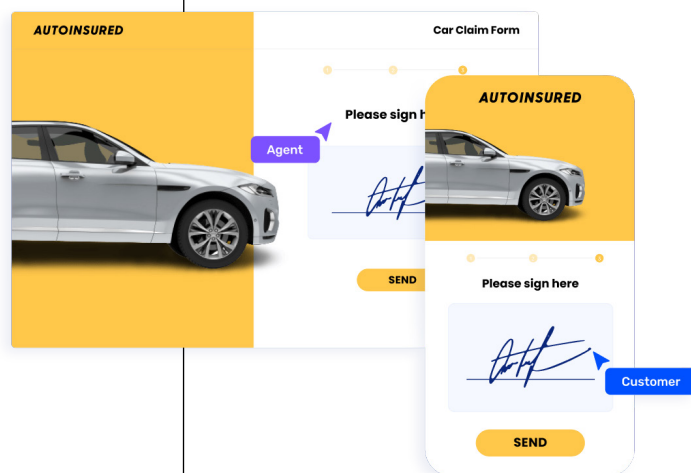 AUTOINSURED
Car Claim Form
Please sign h
Agent
SEND
AUTOINSURED
Please sign here
Customer
SEND